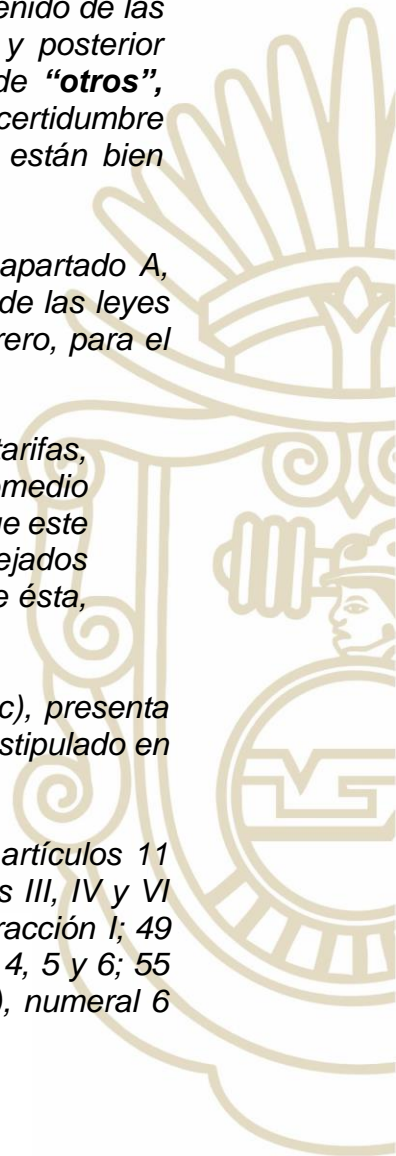 enido de las
y posterior
de “otros”,
certidumbre
están bien
apartado A,
de las leyes
rero, para el
tarifas,
omedio
ue este
ejados
e ésta,
c), presenta
stipulado en
artículos 11
s III, IV y VI
racción I; 49
4, 5 y 6; 55
), numeral 6